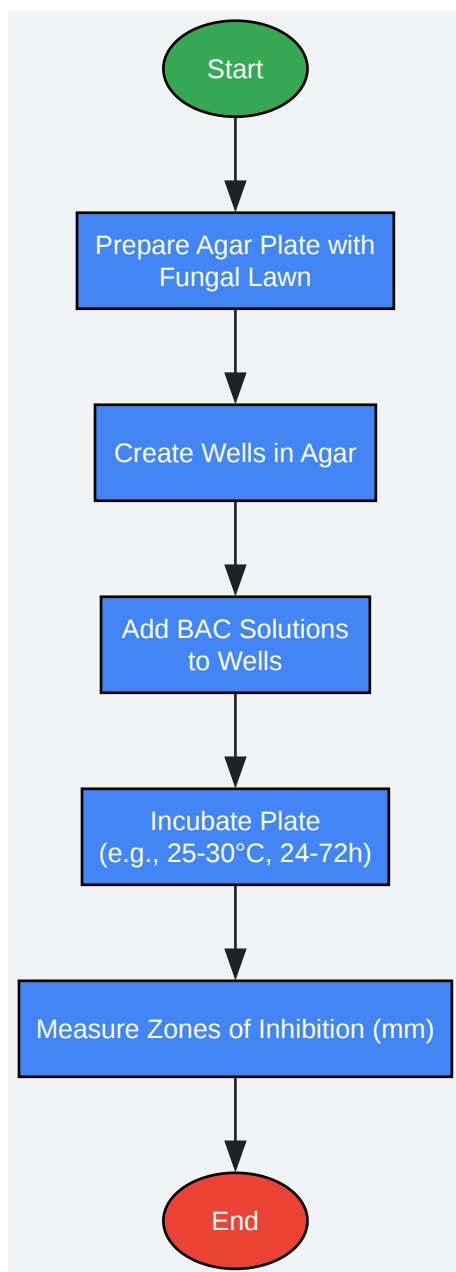 Start
Prepare Agar Plate with
Fungal Lawn
Create Wells in Agar
Add BAC Solutions
to Wells
Incubate Plate
(e.g., 25-30°C, 24-72h)
Measure Zones of Inhibition (mm)
End